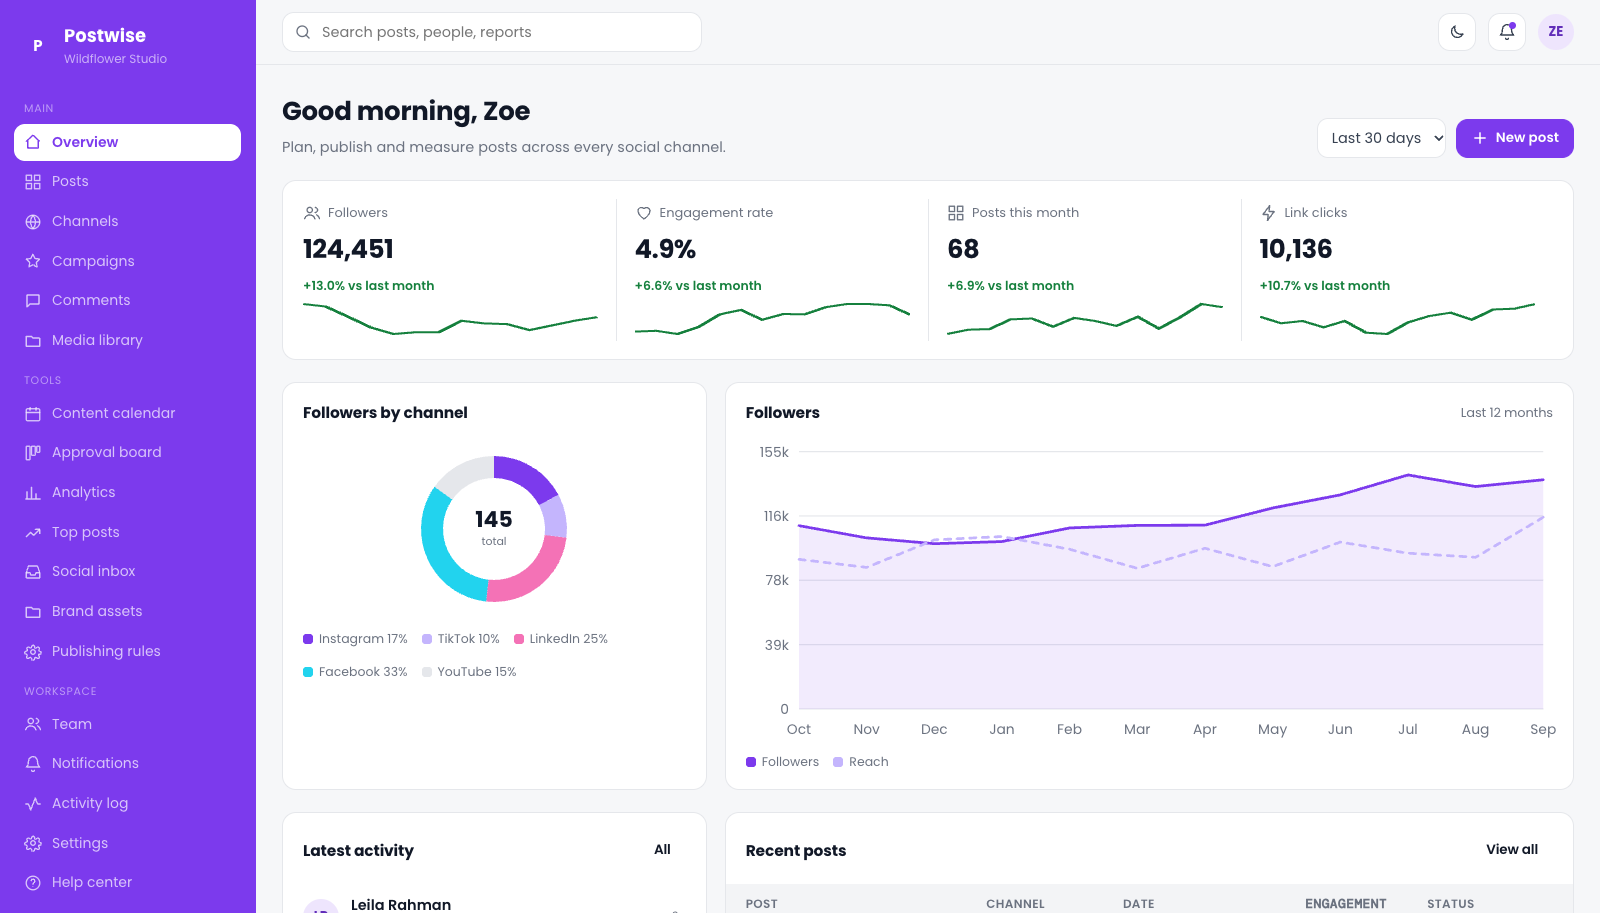 P
Postwise
Wildflower Studio
MAIN
Overview
Posts
Channels
Campaigns
Comments
Media library
TOOLS
Content calendar
Approval board
Analytics
Top posts
Social inbox
Brand assets
Publishing rules
WORKSPACE
Team
Notifications
Activity log
Settings
Help center
Search posts, people, reports
ZE
Good morning, Zoe
Plan, publish and measure posts across every social channel.
Last 30 days
New post
Followers
124,451
+13.0% vs last month
Engagement rate
4.9%
+6.6% vs last month
Posts this month
68
+6.9% vs last month
Link clicks
10,136
+10.7% vs last month
Followers by channel
145
total
Instagram 17% TikTok 10% LinkedIn 25%
Facebook 33% YouTube 15%
Followers
Last 12 months
155k
116k
78k
39k
0
Oct Nov Dec Jan Feb Mar Apr May Jun Jul Aug Sep
Followers Reach
Latest activity
All
Leila Rahman
Recent posts
View all
POST CHANNEL DATE ENGAGEMENT STATUS